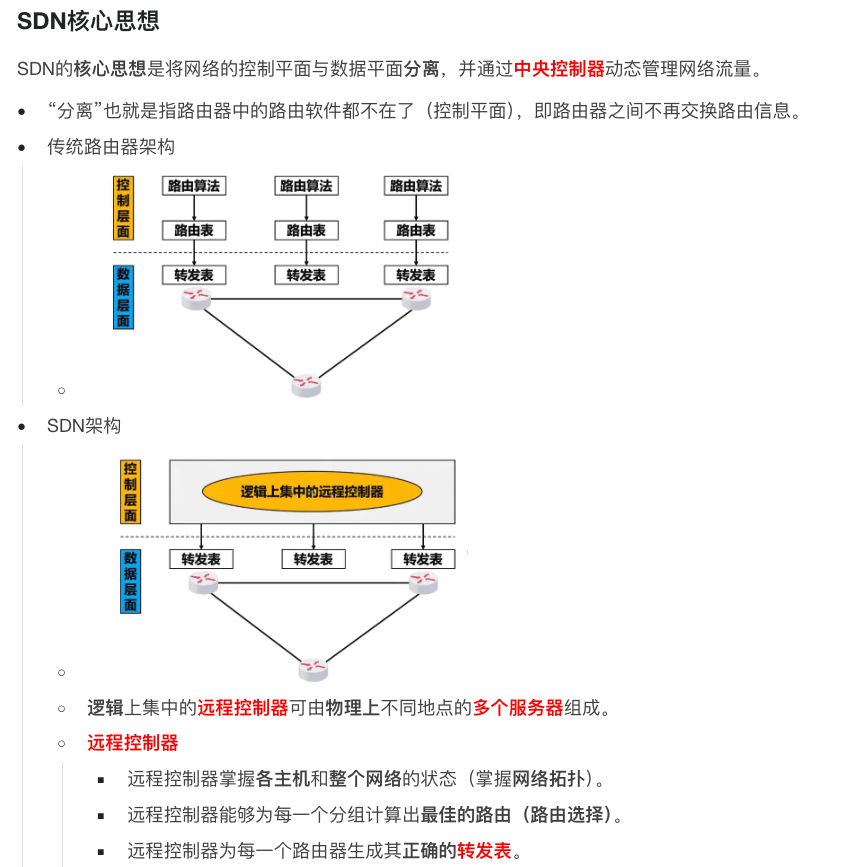 SDN核心思想
SDN的核心思想是将网络的控制平面与数据平面分离，并通过中央控制器动态管理网络流量。
“分离”也就是指路由器中的路由软件都不在了（控制平面），即路由器之间不再交换路由信息。
传统路由器架构
控制层面
路由算法 路由算法 路由算法
路由表 路由表 路由表
数据层面
转发表 转发表 转发表
SDN架构
控制层面
逻辑上集中的远程控制器
数据层面
转发表 转发表 转发表
逻辑上集中的远程控制器可由物理上不同地点的多个服务器组成。
远程控制器
远程控制器掌握各主机和整个网络的状态（掌握网络拓扑）。
远程控制器能够为每一个分组计算出最佳的路由（路由选择）。
远程控制器为每一个路由器生成其正确的转发表。